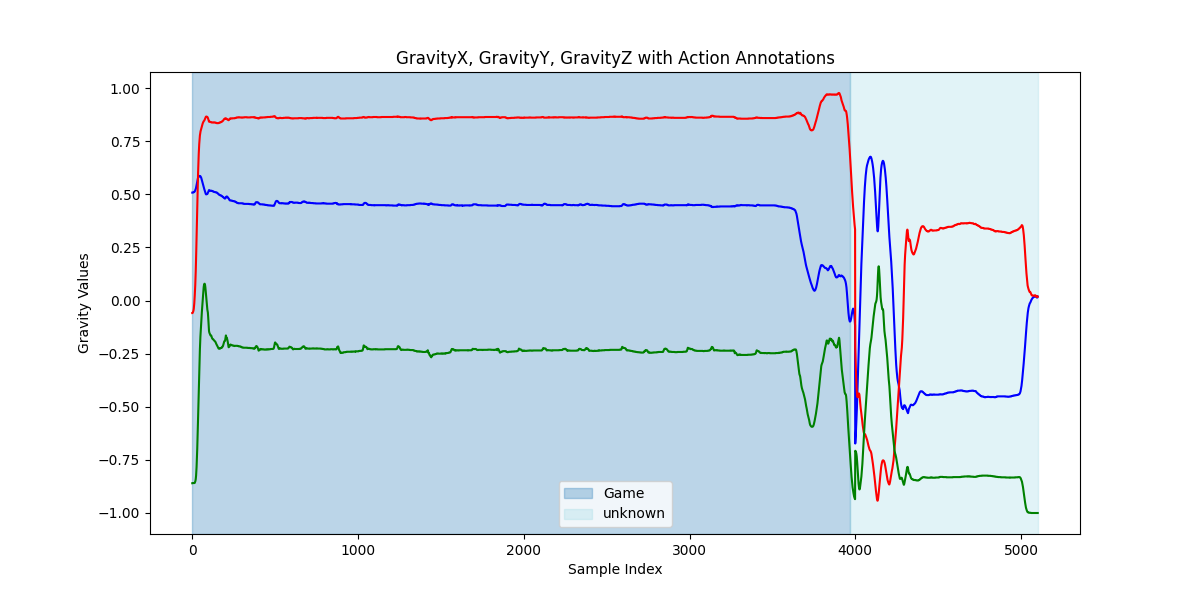 GravityX, GravityY, GravityZ with Action Annotations
1.00
0.75
0.50
0.25
0.00
−0.25
−0.50
−0.75
−1.00
Gravity Values
Game
unknown
0 1000 2000 3000 4000 5000
Sample Index